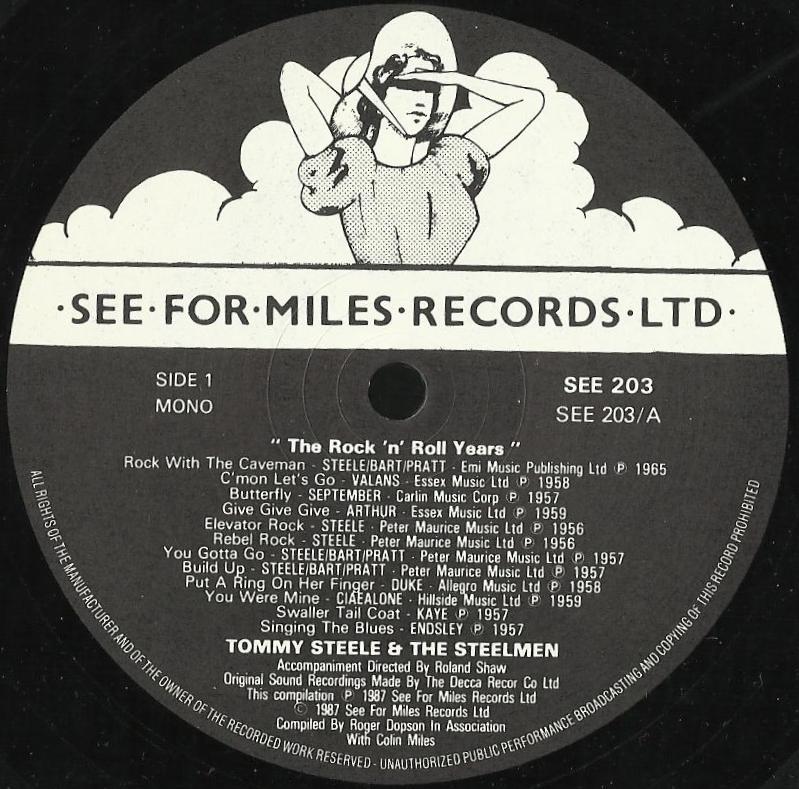 ·SEE·FOR·MILES·RECORDS·LTD·
SIDE 1
MONO
SEE 203
SEE 203/A
" The Rock 'n' Roll Years "
Rock With The Caveman - STEELE/BART/PRATT - Emi Music Publishing Ltd ℗ 1965
C'mon Let's Go - VALANS - Essex Music Ltd ℗ 1958
Butterfly - SEPTEMBER - Carlin Music Corp ℗ 1957
Give Give Give - ARTHUR - Essex Music Ltd ℗ 1959
Elevator Rock - STEELE - Peter Maurice Music Ltd ℗ 1956
Rebel Rock - STEELE - Peter Maurice Music Ltd ℗ 1956
You Gotta Go - STEELE/BART/PRATT - Peter Maurice Music Ltd ℗ 1957
Build Up - STEELE/BART/PRATT - Peter Maurice Music Ltd ℗ 1957
Put A Ring On Her Finger - DUKE - Allegro Music Ltd ℗ 1958
You Were Mine - CIAEALONE - Hillside Music Ltd ℗ 1959
Swaller Tail Coat - KAYE ℗ 1957
Singing The Blues - ENDSLEY ℗ 1957
TOMMY STEELE & THE STEELMEN
Accompaniment Directed By Roland Shaw
Original Sound Recordings Made By The Decca Recor Co Ltd
This compilation ℗ 1987 See For Miles Records Ltd
© 1987 See For Miles Records Ltd
Compiled By Roger Dopson In Association
With Colin Miles
ALL RIGHTS OF THE MANUFACTURER AND OF THE OWNER OF THE RECORDED WORK RESERVED - UNAUTHORIZED PUBLIC PERFORMANCE BROADCASTING AND COPYING OF THIS RECORD PROHIBITED